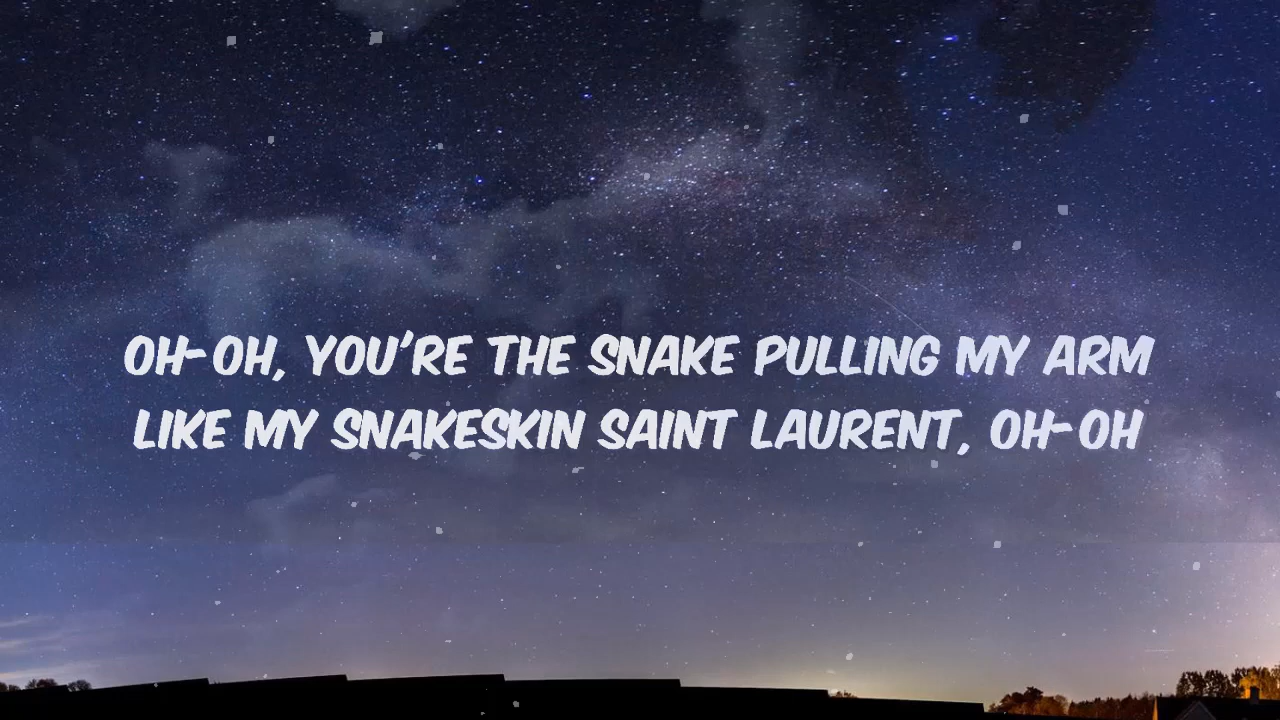 OH-OH, YOU'RE THE SNAKE PULLING MY ARM
LIKE MY SNAKESKIN SAINT LAURENT, OH-OH